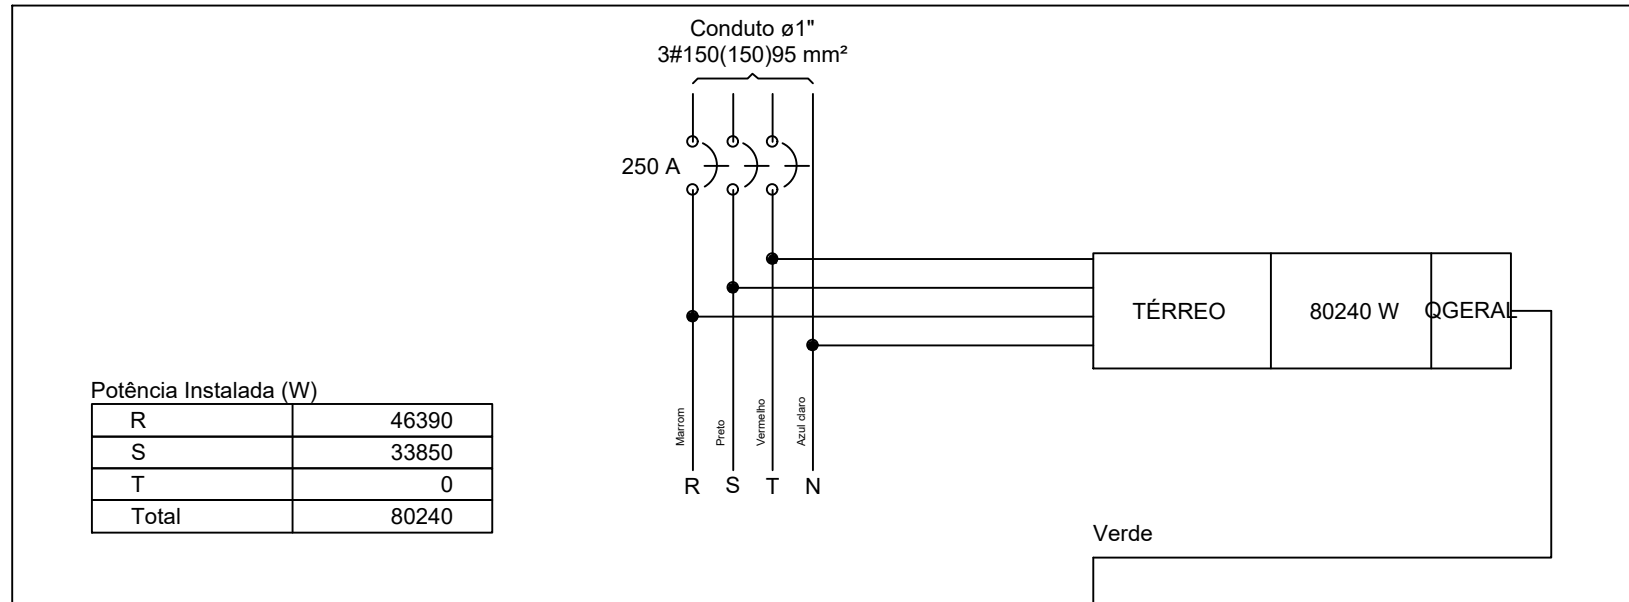 Conduto ø1"
3#150(150)95 mm²
250 A
TÉRREO 80240 W QGERAL
Potência Instalada (W)
R 46390
S 33850
T 0
Total 80240
Marrom
Preto
Vermelho
Azul claro
R S T N
Verde